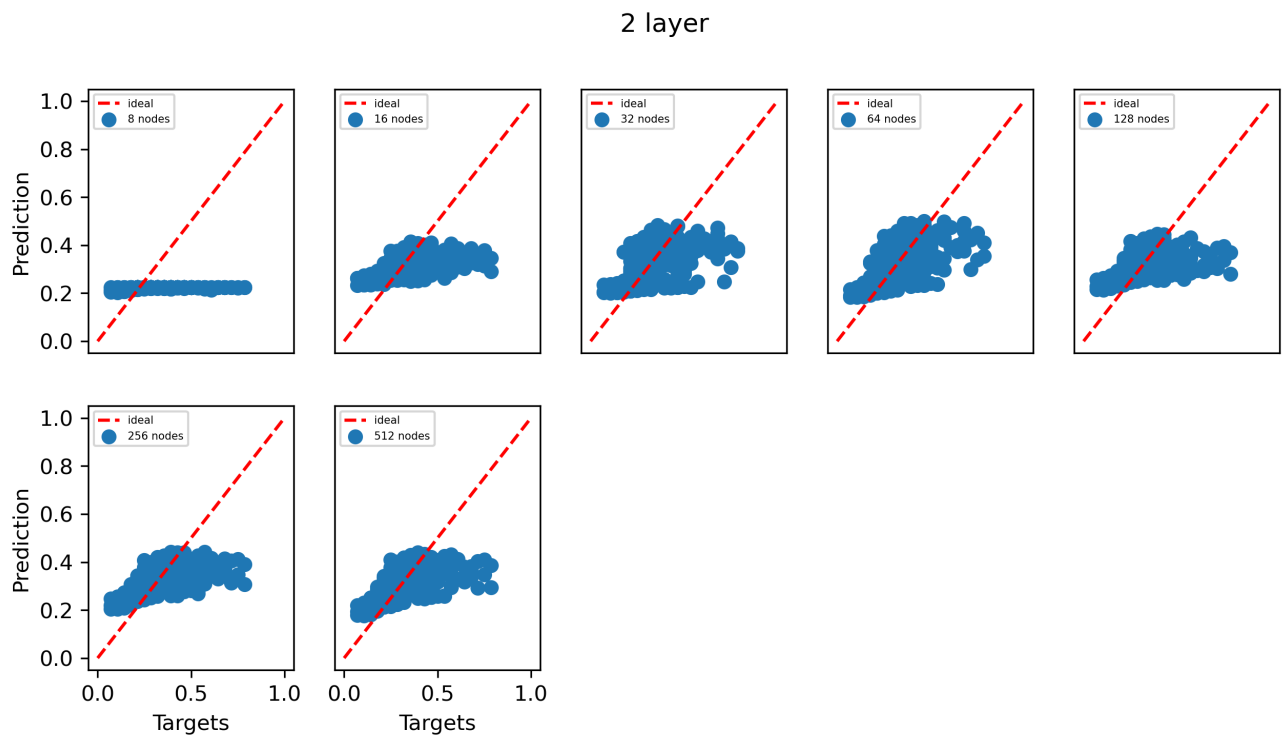 2 layer
ideal
8 nodes
ideal
16 nodes
ideal
32 nodes
ideal
64 nodes
ideal
128 nodes
1.0
0.8
0.6
0.4
0.2
0.0
Prediction
ideal
256 nodes
ideal
512 nodes
1.0
0.8
0.6
0.4
0.2
0.0
Prediction
0.0 0.5 1.0
Targets
0.0 0.5 1.0
Targets